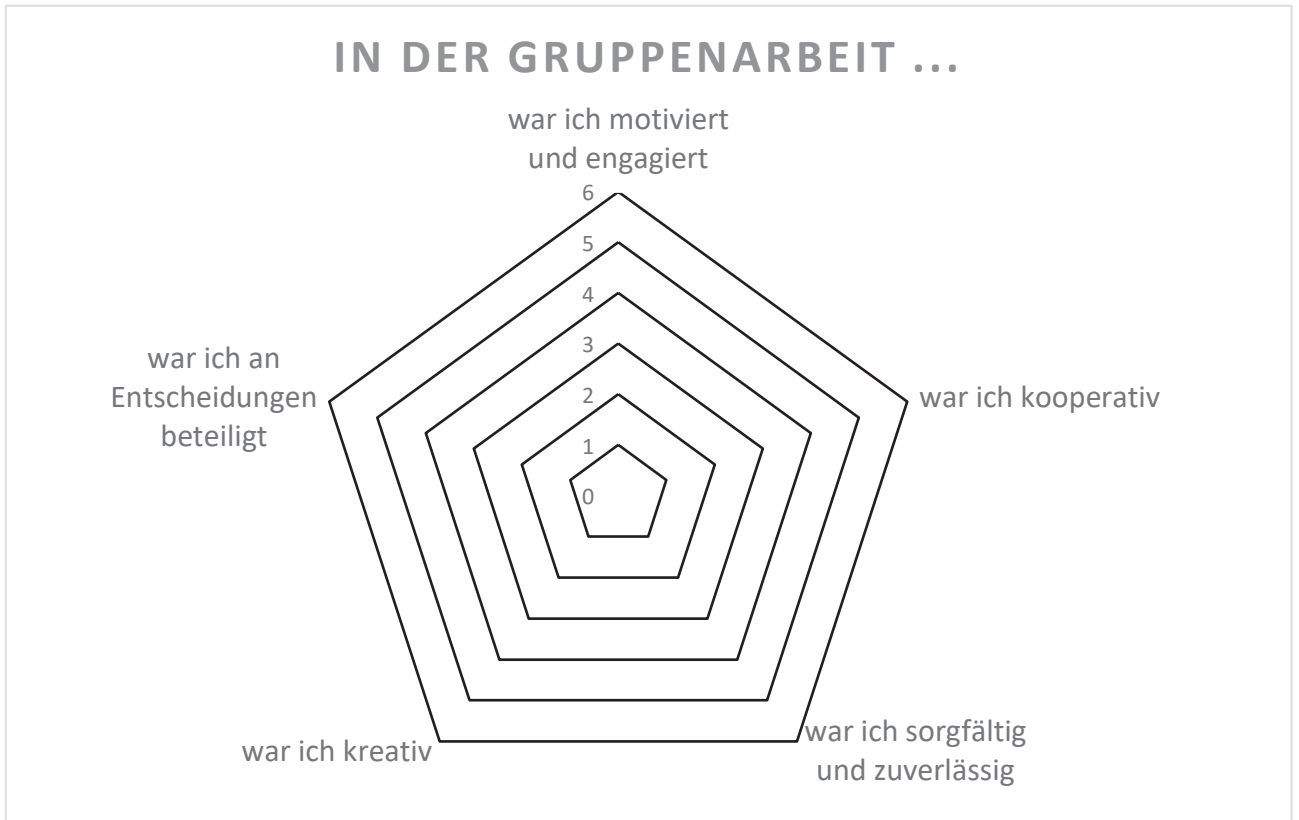 IN DER GRUPPENARBEIT ...
war ich motiviert
und engagiert
6
5
4
3
2
1
0
war ich an
Entscheidungen
beteiligt
war ich kooperativ
war ich kreativ
war ich sorgfältig
und zuverlässig